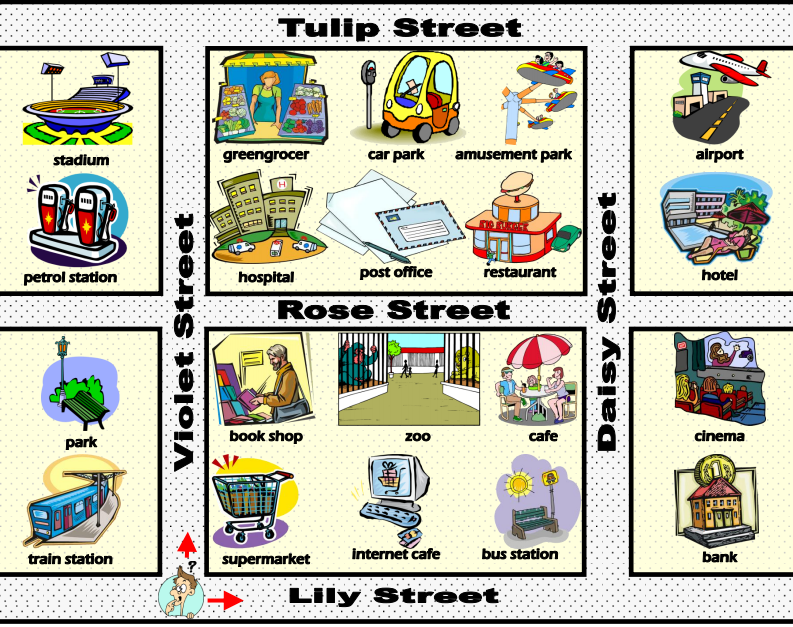 Tulip Street
stadium
greengrocer
car park
amusement park
airport
petrol station
hospital
H
post office
restaurant
hotel
Violet Street
Rose Street
Daisy Street
park
book shop
zoo
cafe
cinema
train station
supermarket
internet cafe
bus station
bank
?
Lily Street